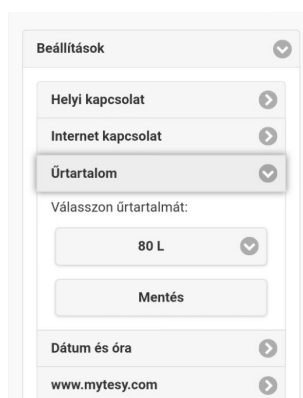 Beállítások
Helyi kapcsolat
Internet kapcsolat
Űrtartalom
Válasszon űrtartalmát:
80 L
Mentés
Dátum és óra
www.mytesy.com